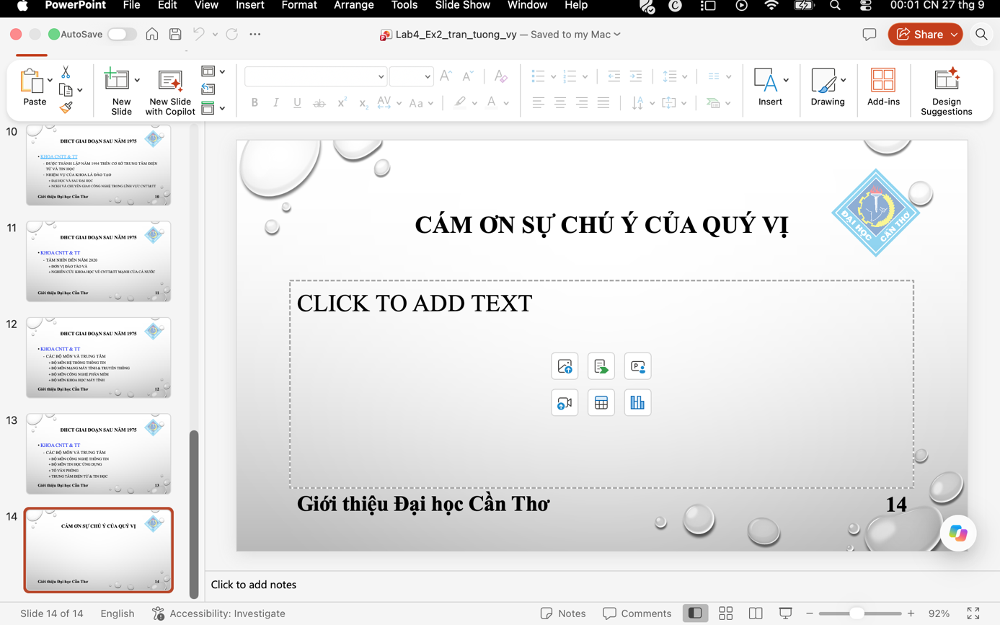 PowerPoint File Edit View Insert Format Arrange Tools Slide Show Window Help 00:01 CN 27 thg 9
AutoSave Lab4_Ex2_tran_tuong_vy — Saved to my Mac Share
Paste
New Slide
New Slide with Copilot
Insert
Drawing
Add-ins
Design Suggestions
10
ĐHCT GIAI ĐOẠN SAU NĂM 1975
• KHOA CNTT & TT
- ĐƯỢC THÀNH LẬP NĂM 1994 TRÊN CƠ SỞ TRUNG TÂM ĐIỆN
TỬ VÀ TIN HỌC
- NHIỆM VỤ CỦA KHOA LÀ ĐÀO TẠO
+ ĐẠI HỌC VÀ SAU ĐẠI HỌC
+ NCKH VÀ CHUYỂN GIAO CÔNG NGHỆ TRONG LĨNH VỰC CNTT&TT
Giới thiệu Đại học Cần Thơ 10
11
ĐHCT GIAI ĐOẠN SAU NĂM 1975
• KHOA CNTT & TT
- TẦM NHÌN ĐẾN NĂM 2020
+ ĐƠN VỊ ĐÀO TẠO VÀ
+ NGHIÊN CỨU KHOA HỌC VỀ CNTT&TT MẠNH CỦA CẢ NƯỚC
Giới thiệu Đại học Cần Thơ 11
12
ĐHCT GIAI ĐOẠN SAU NĂM 1975
• KHOA CNTT & TT
- CÁC BỘ MÔN VÀ TRUNG TÂM
+ BỘ MÔN HỆ THỐNG THÔNG TIN
+ BỘ MÔN MẠNG MÁY TÍNH & TRUYỀN THÔNG
+ BỘ MÔN CÔNG NGHỆ PHẦN MỀM
+ BỘ MÔN KHOA HỌC MÁY TÍNH
Giới thiệu Đại học Cần Thơ 12
13
ĐHCT GIAI ĐOẠN SAU NĂM 1975
• KHOA CNTT & TT
- CÁC BỘ MÔN VÀ TRUNG TÂM
+ BỘ MÔN CÔNG NGHỆ THÔNG TIN
+ BỘ MÔN TIN HỌC ỨNG DỤNG
+ TỔ VĂN PHÒNG
+ TRUNG TÂM ĐIỆN TỬ & TIN HỌC
Giới thiệu Đại học Cần Thơ 13
14
CÁM ƠN SỰ CHÚ Ý CỦA QUÝ VỊ
Giới thiệu Đại học Cần Thơ 14
CÁM ƠN SỰ CHÚ Ý CỦA QUÝ VỊ
ĐẠI HỌC CẦN THƠ
CLICK TO ADD TEXT
Giới thiệu Đại học Cần Thơ 14
Click to add notes
Slide 14 of 14 English Accessibility: Investigate Notes Comments 92%